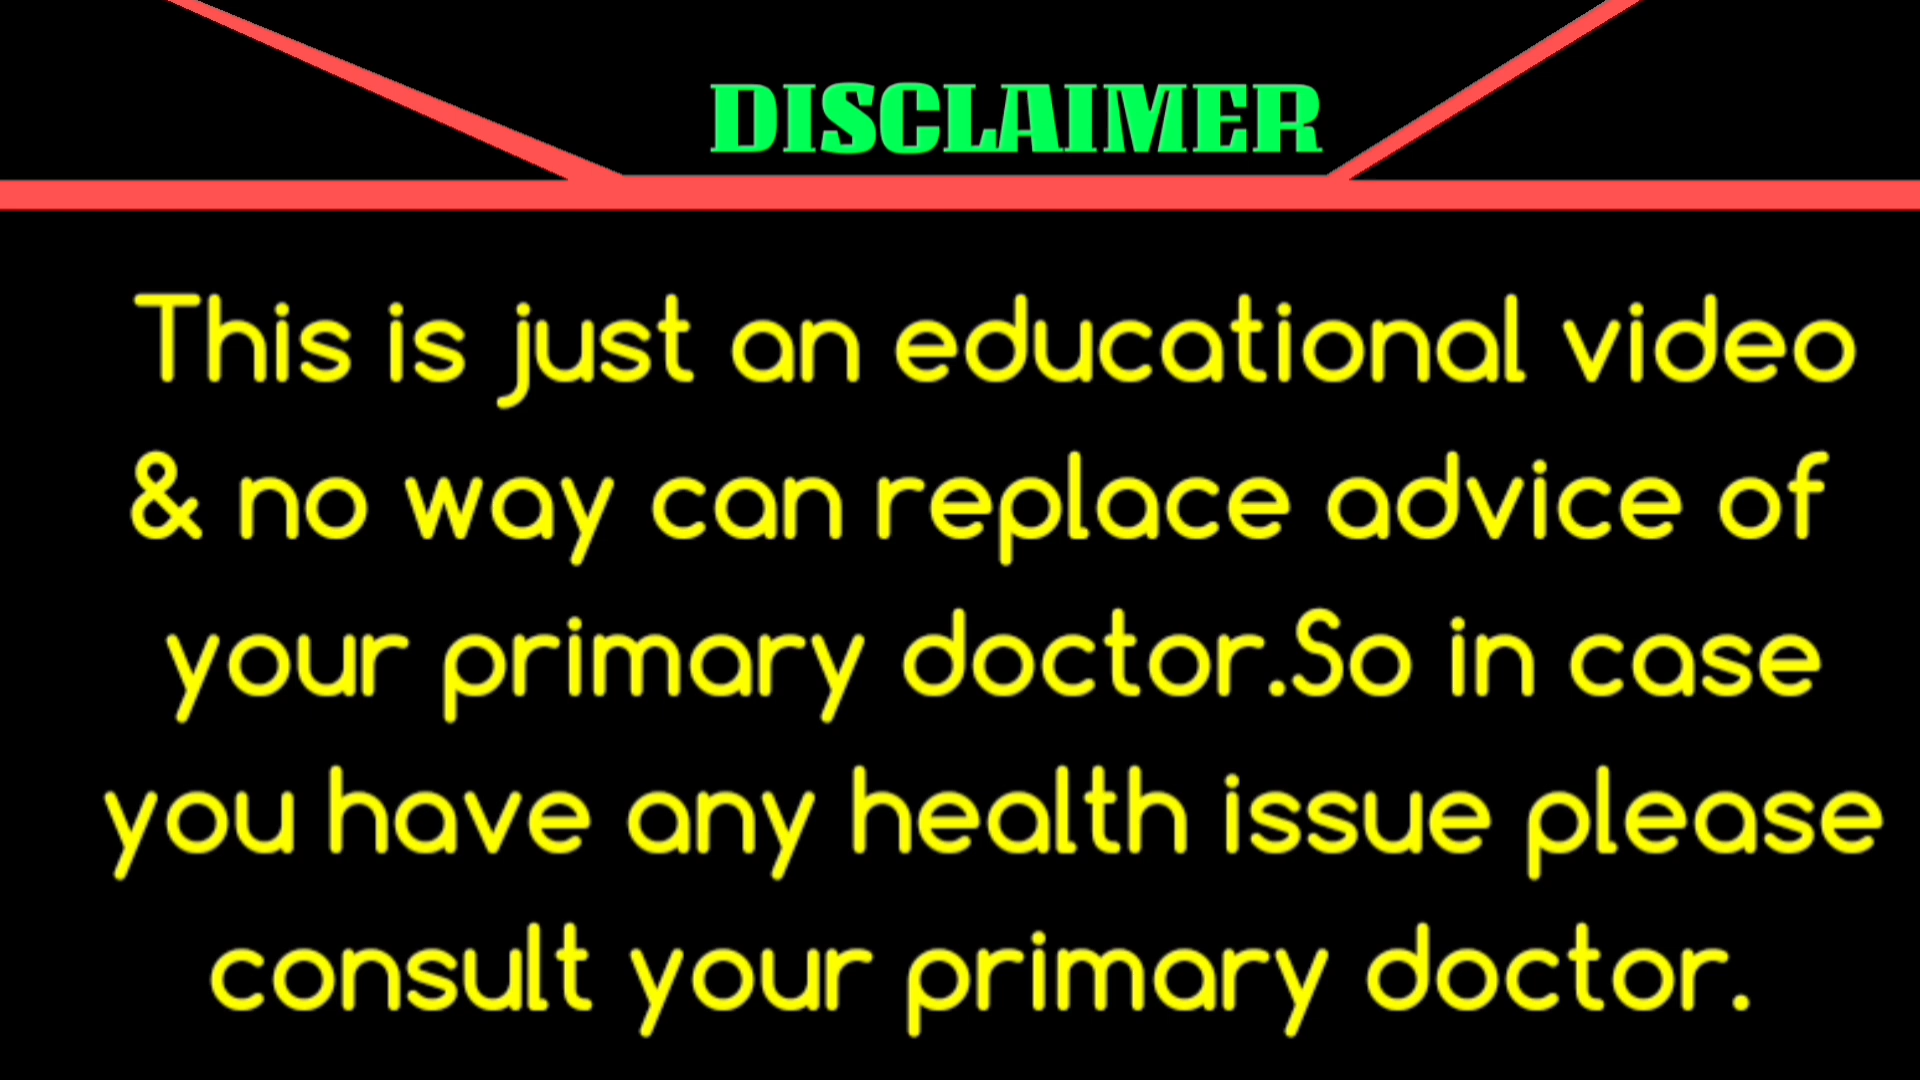 DISCLAIMER
This is just an educational video
& no way can replace advice of
your primary doctor.So in case
you have any health issue please
consult your primary doctor.